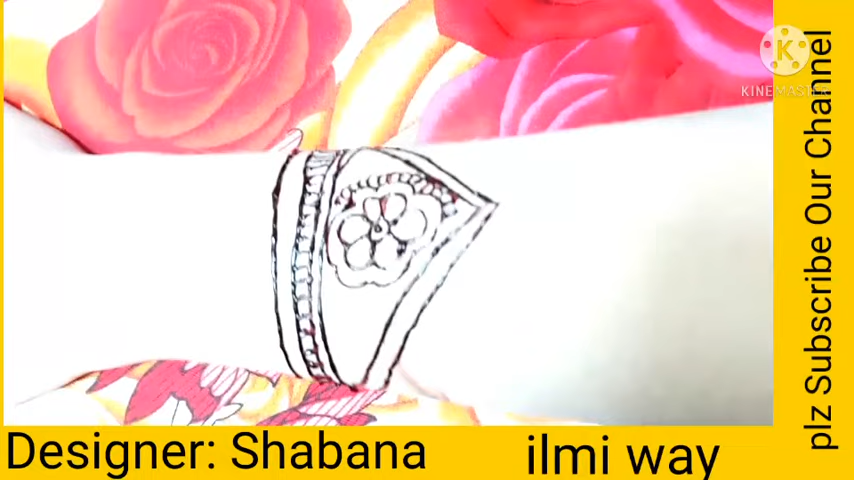 K
KINEMASTER
plz Subscribe Our Channel
Designer: Shabana
ilmi way